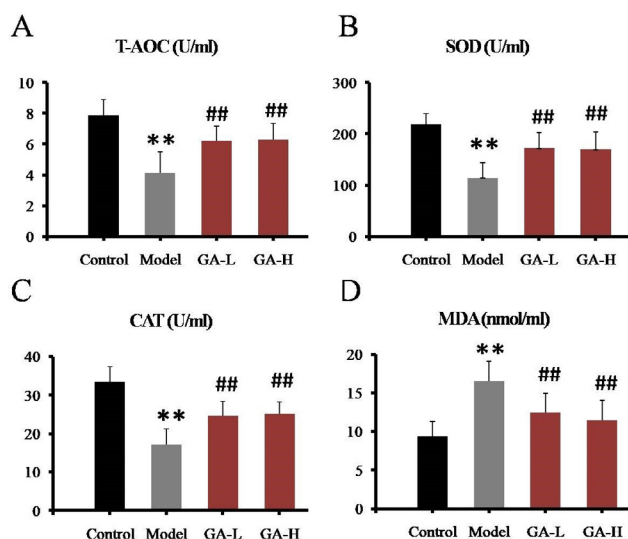 A
T-AOC (U/ml)
8
6
4
2
0
**
##
##
Control Model GA-L GA-H
B
SOD (U/ml)
300
200
100
0
**
##
##
Control Model GA-L GA-H
C
CAT (U/ml)
40
30
20
10
0
**
##
##
Control Model GA-L GA-H
D
MDA (nmol/ml)
20
15
10
5
0
**
##
##
Control Model GA-L GA-H